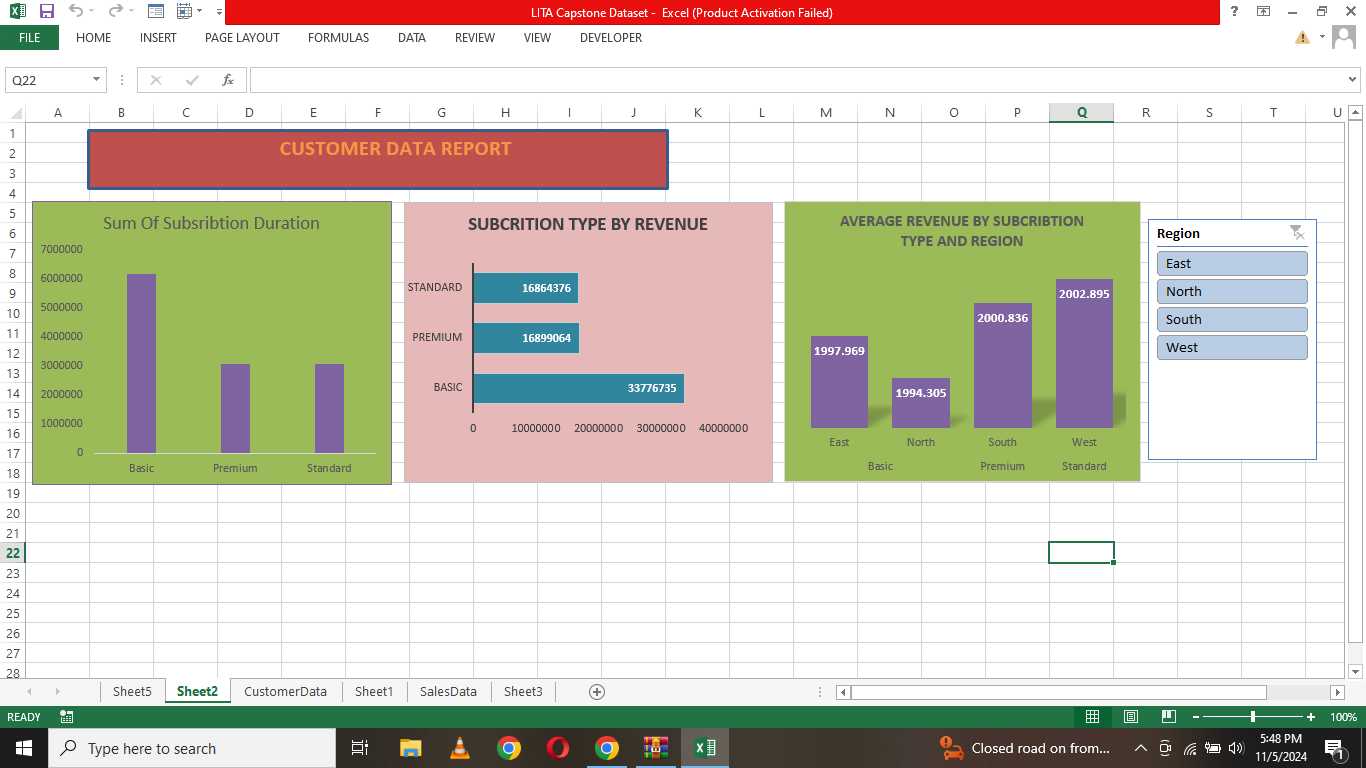 LITA Capstone Dataset - Excel (Product Activation Failed)
?
FILE HOME INSERT PAGE LAYOUT FORMULAS DATA REVIEW VIEW DEVELOPER
Q22
fx
A B C D E F G H I J K L M N O P Q R S T U
1
2
3
4
5
6
7
8
9
10
11
12
13
14
15
16
17
18
19
20
21
22
23
24
25
26
27
28
CUSTOMER DATA REPORT
Sum Of Subsribtion Duration
7000000
6000000
5000000
4000000
3000000
2000000
1000000
0
Basic Premium Standard
SUBCRITION TYPE BY REVENUE
STANDARD 16864376
PREMIUM 16899064
BASIC 33776735
0 10000000 20000000 30000000 40000000
AVERAGE REVENUE BY SUBCRIBTION
TYPE AND REGION
1997.969 1994.305 2000.836 2002.895
East North South West
Basic Premium Standard
Region
East
North
South
West
Sheet5 Sheet2 CustomerData Sheet1 SalesData Sheet3
READY
100%
Type here to search
Closed road on from...
5:48 PM
11/5/2024
1